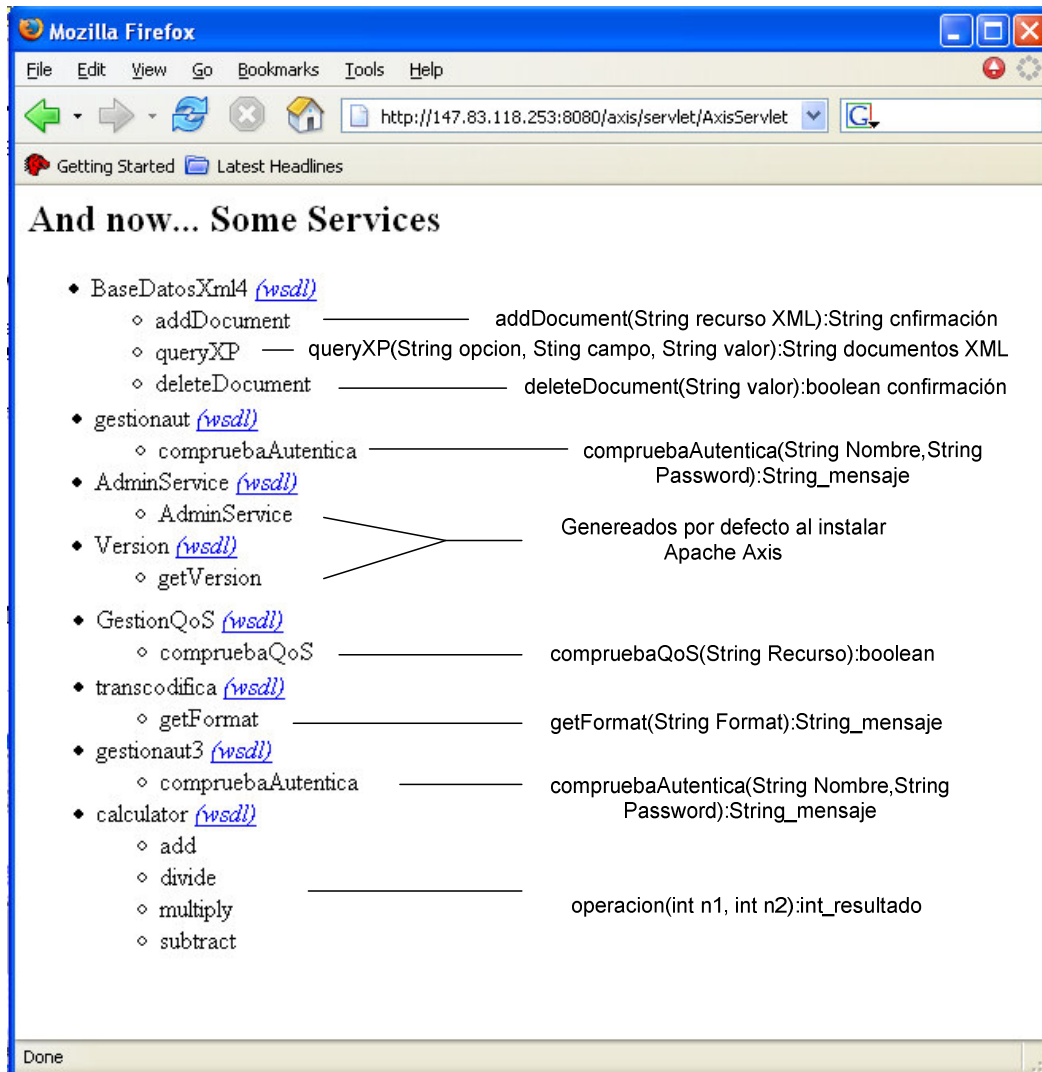 Mozilla Firefox
File Edit View Go Bookmarks Tools Help
http://147.83.118.253:8080/axis/servlet/AxisServlet
G
Getting Started Latest Headlines
And now... Some Services
BaseDatosXml4 (wsdl)
addDocument addDocument(String recurso XML):String cnfirmación
queryXP queryXP(String opcion, Sting campo, String valor):String documentos XML
deleteDocument deleteDocument(String valor):boolean confirmación
gestionaut (wsdl)
compruebaAutentica compruebaAutentica(String Nombre,String
Password):String_mensaje
AdminService (wsdl)
AdminService
Genereados por defecto al instalar
Apache Axis
Version (wsdl)
getVersion
GestionQoS (wsdl)
compruebaQoS compruebaQoS(String Recurso):boolean
transcodifica (wsdl)
getFormat getFormat(String Format):String_mensaje
gestionaut3 (wsdl)
compruebaAutentica compruebaAutentica(String Nombre,String
Password):String_mensaje
calculator (wsdl)
add
divide
multiply operacion(int n1, int n2):int_resultado
subtract
Done